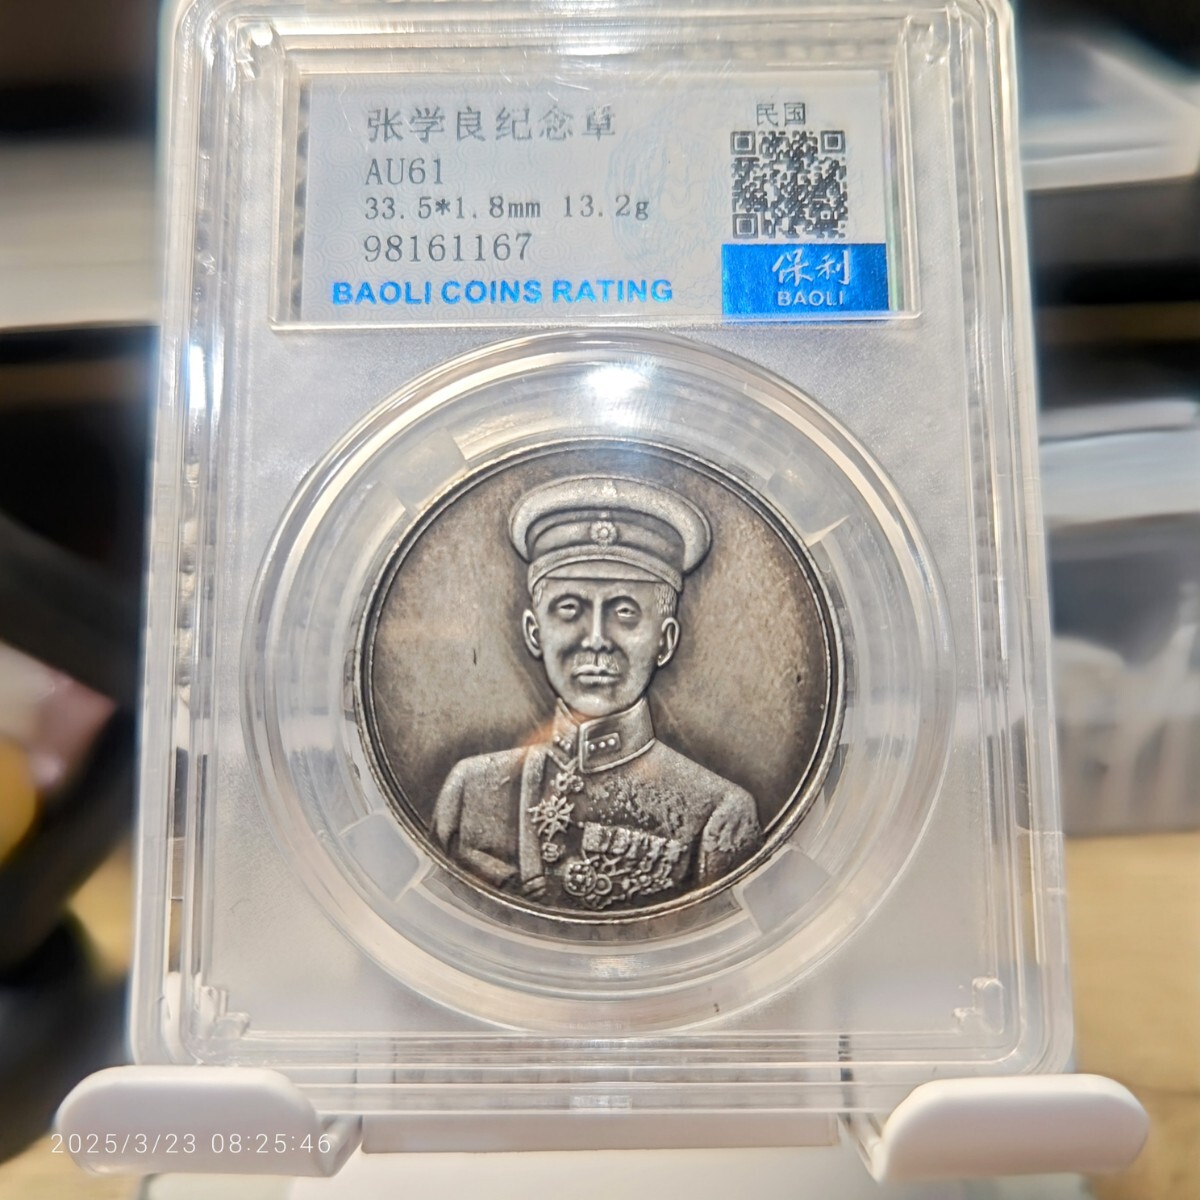 张学良纪念章
民国
AU61
33.5*1.8mm 13.2g
98161167
BAOLI COINS RATING
保利
BAOLI
2025/3/23 08:25:46